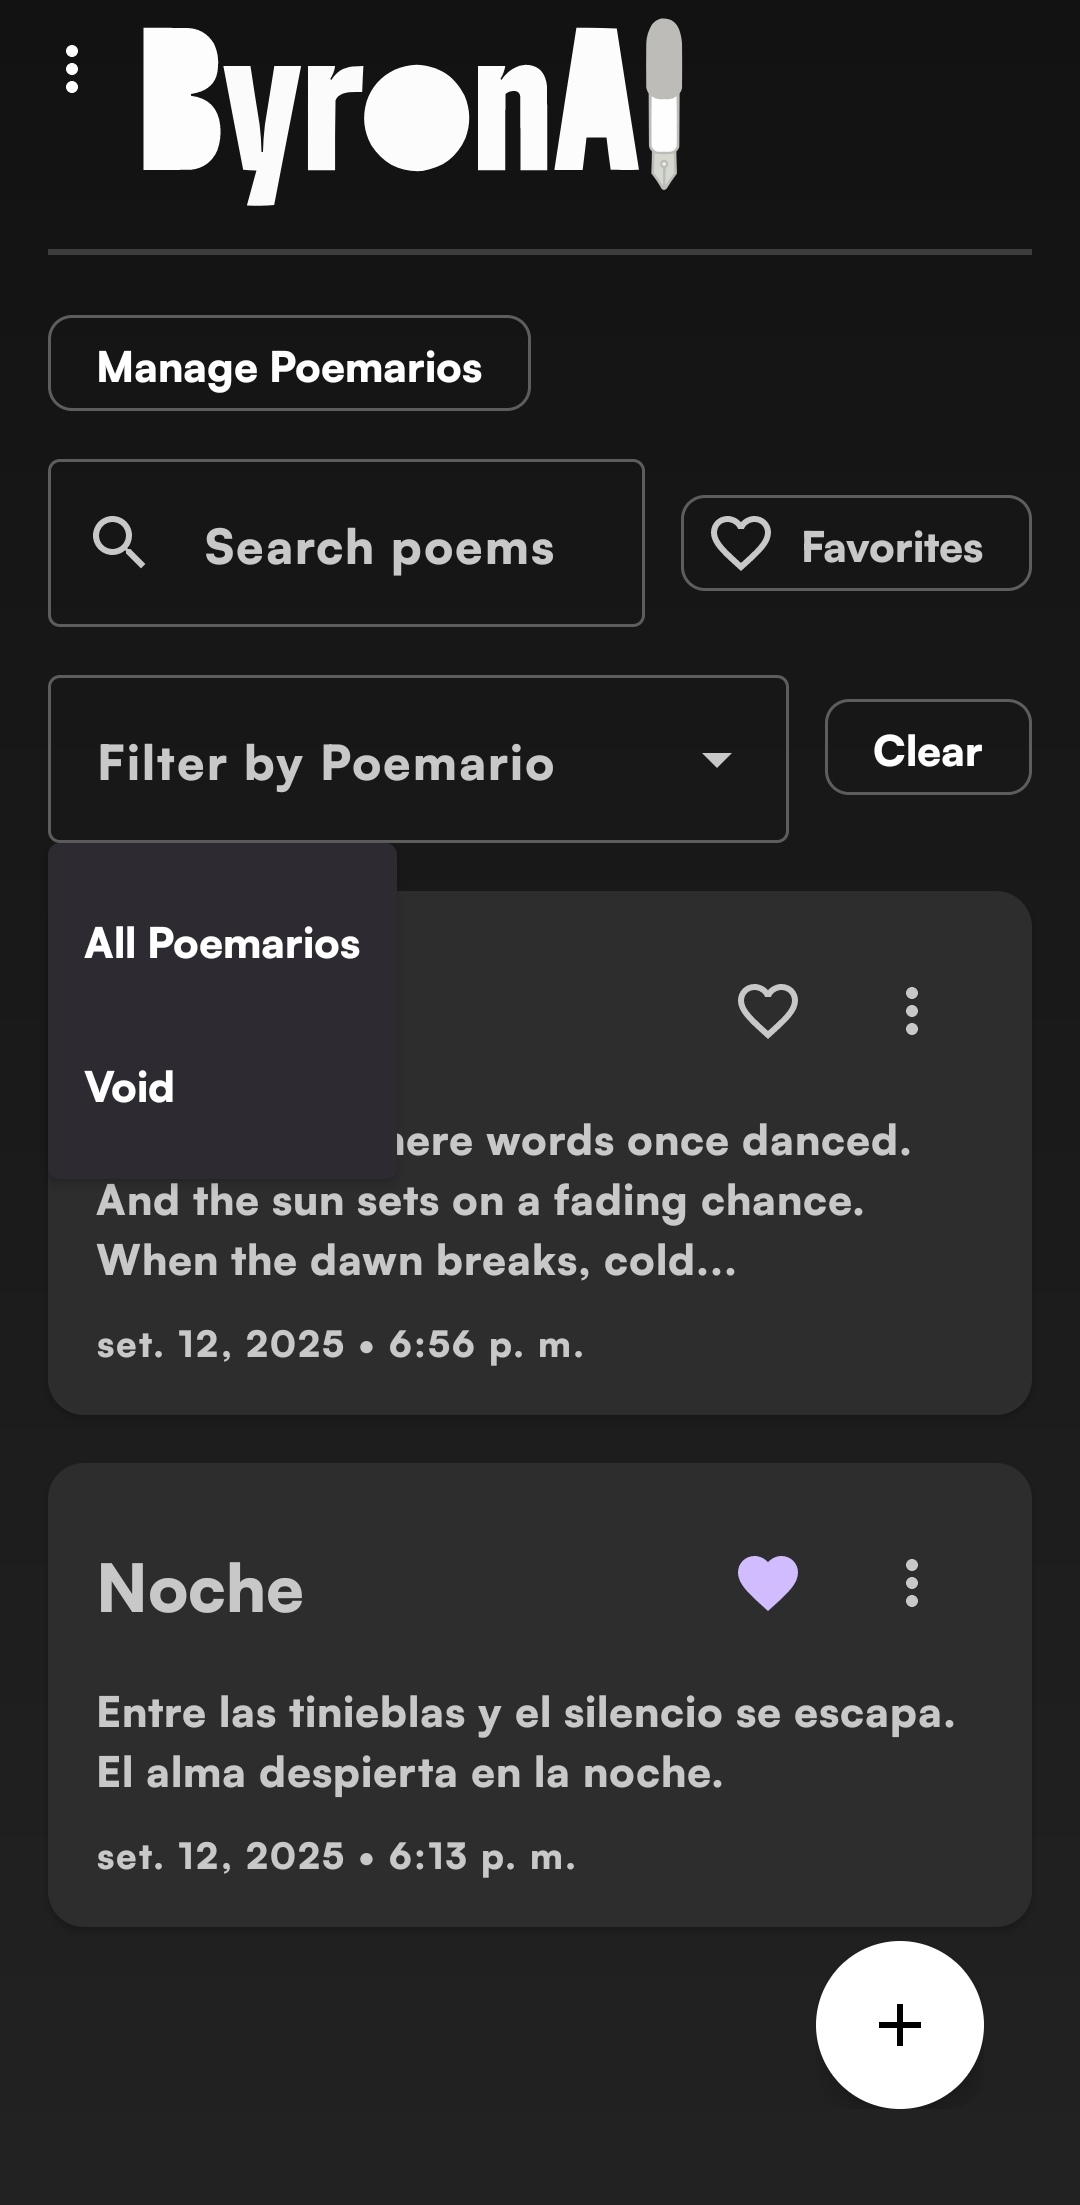 ByronAI
Manage Poemarios
Search poems
Favorites
Filter by Poemario
Clear
All Poemarios
Void
words once danced.
And the sun sets on a fading chance.
When the dawn breaks, cold...
set. 12, 2025 • 6:56 p. m.
Noche
Entre las tinieblas y el silencio se escapa.
El alma despierta en la noche.
set. 12, 2025 • 6:13 p. m.